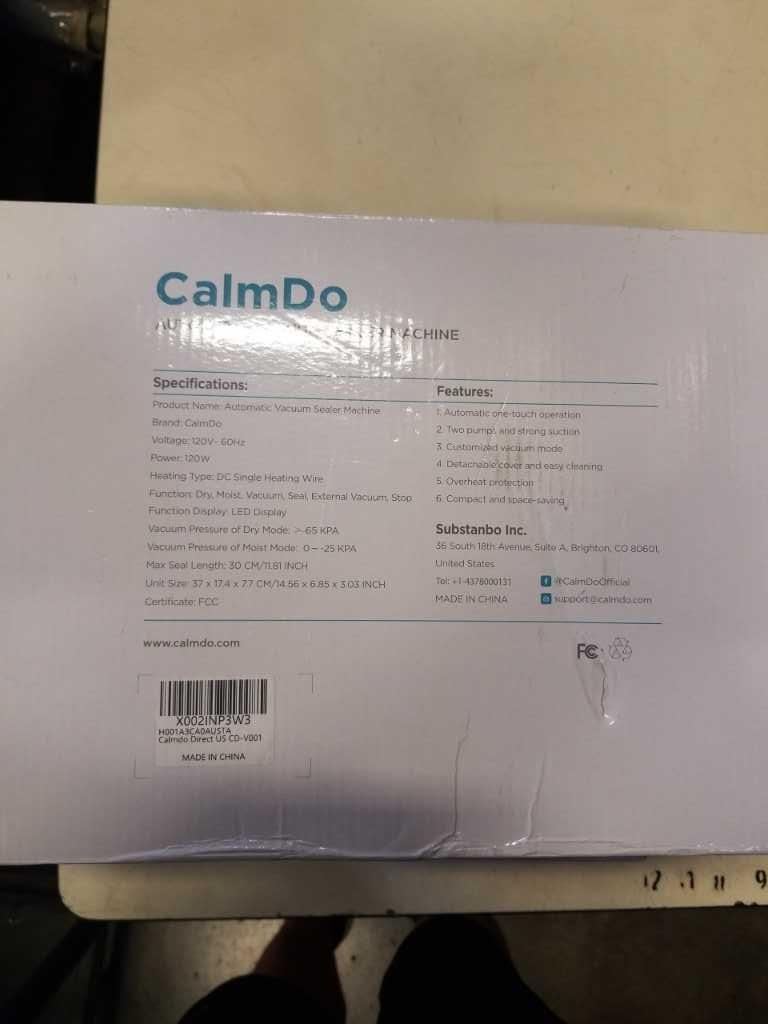 CalmDo
MACHINE
Specifications:
Product Name: Automatic Vacuum Sealer Machine
Brand: CalmDo
Voltage: 120V~ 60Hz
Power: 120W
Heating Type: DC Single Heating Wire
Function: Dry, Moist, Vacuum, Seal, External Vacuum, Stop
Function Display: LED Display
Vacuum Pressure of Dry Mode: >-65 KPA
Vacuum Pressure of Moist Mode: 0~-25 KPA
Max Seal Length: 30 CM/11.81 INCH
Unit Size: 37 x 17.4 x 7.7 CM/14.56 x 6.85 x 3.03 INCH
Certificate: FCC
Features:
1. Automatic one-touch operation
2. Two pumps and strong suction
3. Customized vacuum mode
4. Detachable cover and easy cleaning
5. Overheat protection
6. Compact and space-saving
Substanbo Inc.
36 South 18th Avenue, Suite A, Brighton, CO 80601,
United States
Tel: +1-4378000131
@CalmDoOfficial
MADE IN CHINA
support@calmdo.com
www.calmdo.com
FC
X002INP3W3
H001A3CA0AUSTA
Calmdo Direct US CD-V001
MADE IN CHINA